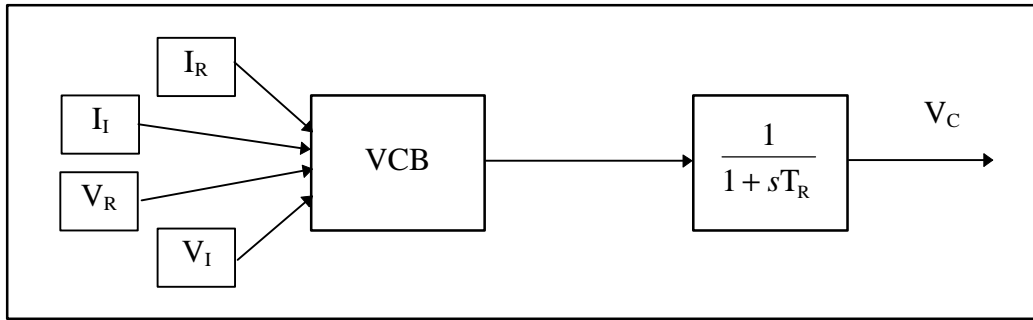 I_R
I_I
V_R
V_I
VCB
1
1 + sT_R
V_C